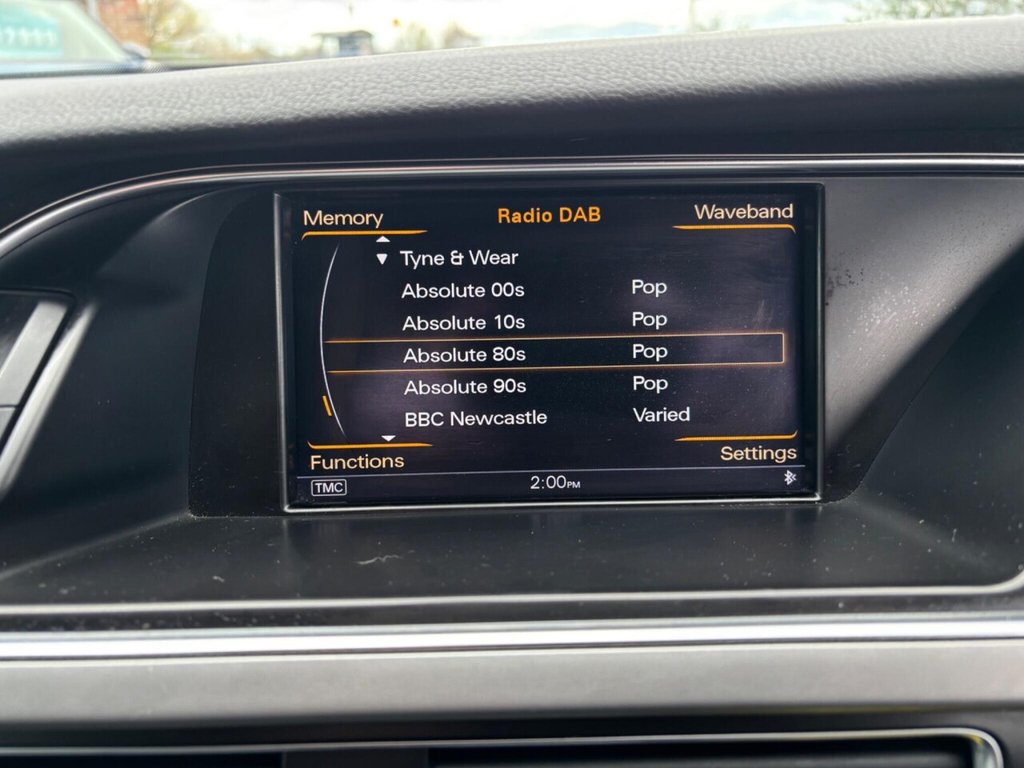 Memory Radio DAB Waveband
Tyne & Wear
Absolute 00s Pop
Absolute 10s Pop
Absolute 80s Pop
Absolute 90s Pop
BBC Newcastle Varied
Functions Settings
TMC 2:00PM